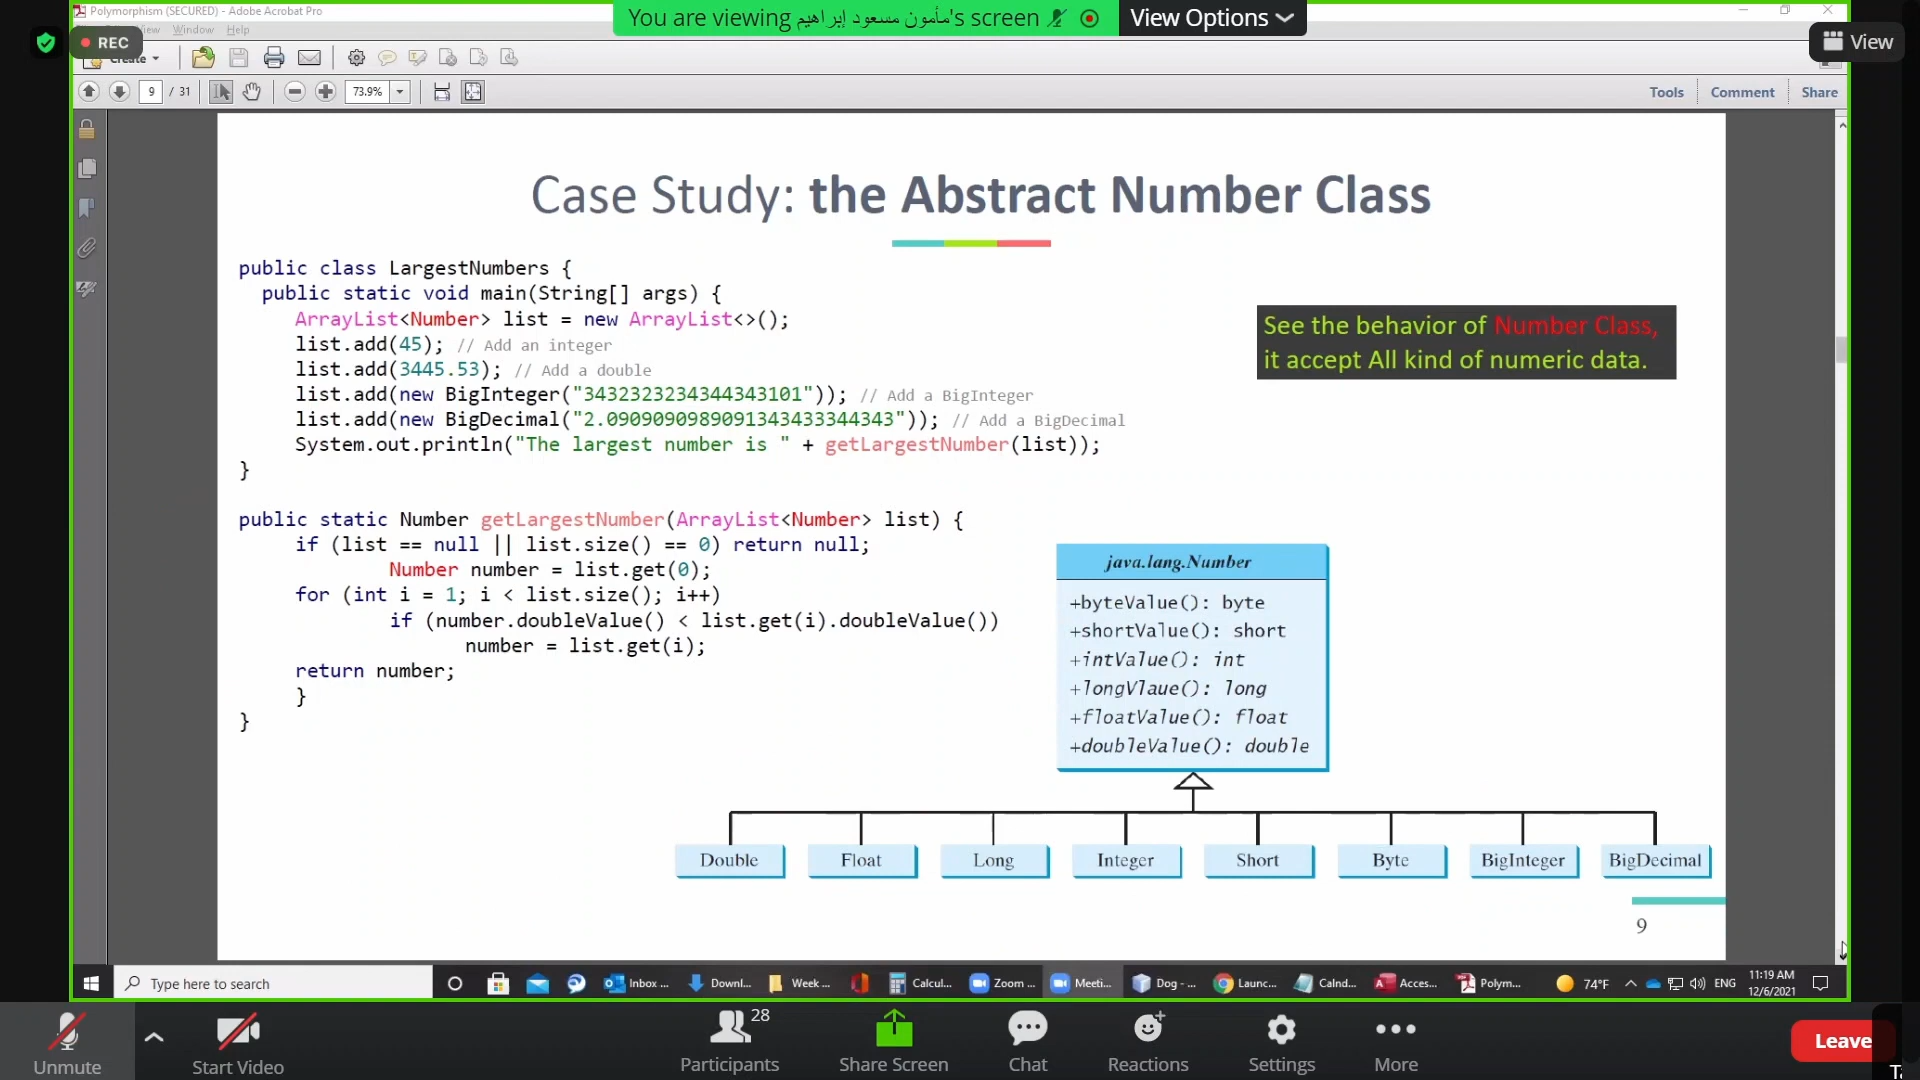 Polymorphism (SECURED) - Adobe Acrobat Pro
You are viewing مأمون مسعود إبراهيم's screen
View Options
View
Window Help
REC
View
Create
9 / 31
73.9%
Tools Comment Share
Case Study: the Abstract Number Class
public class LargestNumbers {
public static void main(String[] args) {
ArrayList<Number> list = new ArrayList<>();
list.add(45); // Add an integer
list.add(3445.53); // Add a double
list.add(new BigInteger("3432323234344343101")); // Add a BigInteger
list.add(new BigDecimal("2.0909090989091343433344343")); // Add a BigDecimal
System.out.println("The largest number is " + getLargestNumber(list));
}
See the behavior of Number Class,
it accept All kind of numeric data.
public static Number getLargestNumber(ArrayList<Number> list) {
if (list == null || list.size() == 0) return null;
Number number = list.get(0);
for (int i = 1; i < list.size(); i++)
if (number.doubleValue() < list.get(i).doubleValue())
number = list.get(i);
return number;
}
}
java.lang.Number
+byteValue(): byte
+shortValue(): short
+intValue(): int
+longVlaue(): long
+floatValue(): float
+doubleValue(): double
Double Float Long Integer Short Byte BigInteger BigDecimal
9
Type here to search
Inbox ... Downl... Week ... Calcul... Zoom ... Meeti... Dog - ... Launc... Calnd... Acces... Polym...
74°F
ENG
11:19 AM
12/6/2021
28
Unmute Start Video Participants Share Screen Chat Reactions Settings More
Leave